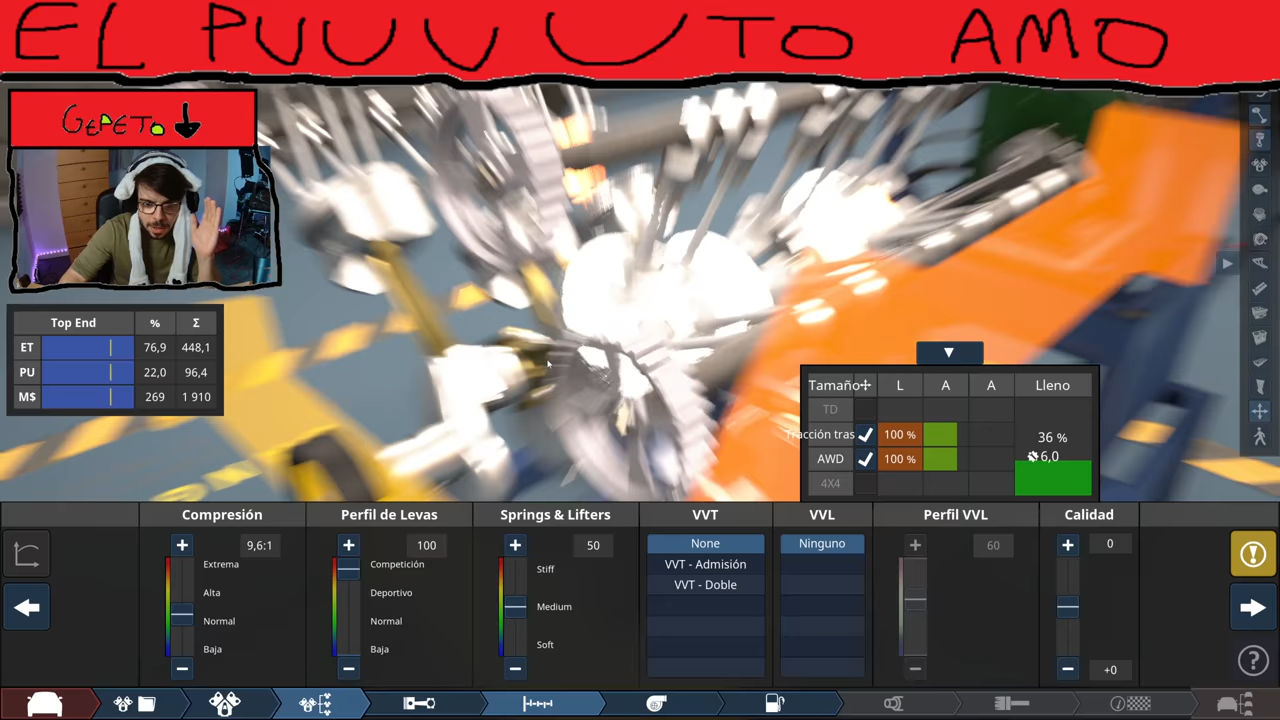 EL PUUUUTO AMO
GEPETO
Top End % Σ
ET 76,9 448,1
PU 22,0 96,4
M$ 269 1 910
Tamaño L A A Lleno
TD
Tracción tras 100 %
36 %
AWD 100 % 6,0
4X4
Compresión Perfil de Levas Springs & Lifters VVT VVL Perfil VVL Calidad
9,6:1 100 50 None Ninguno 60 0
Extrema Competición Stiff VVT - Admisión
Alta Deportivo VVT - Doble
Normal Normal Medium
Baja Baja Soft
+0